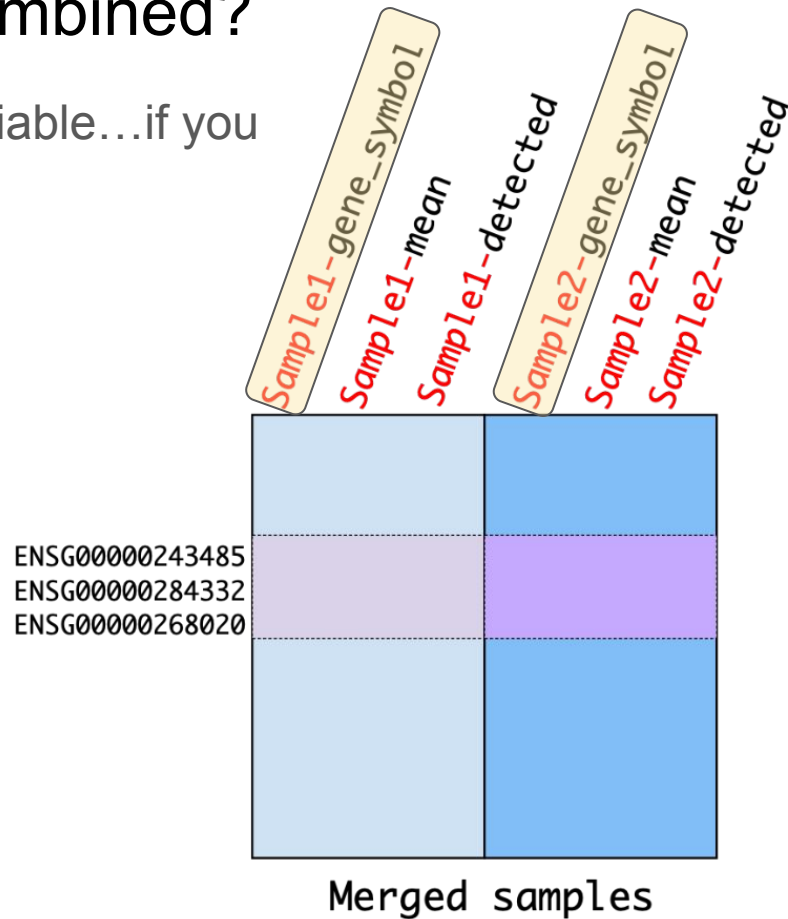 mbined?
iable…if you
Sample1-gene_symbol
Sample1-mean
Sample1-detected
Sample2-gene_symbol
Sample2-mean
Sample2-detected
ENSG00000243485
ENSG00000284332
ENSG00000268020
Merged samples